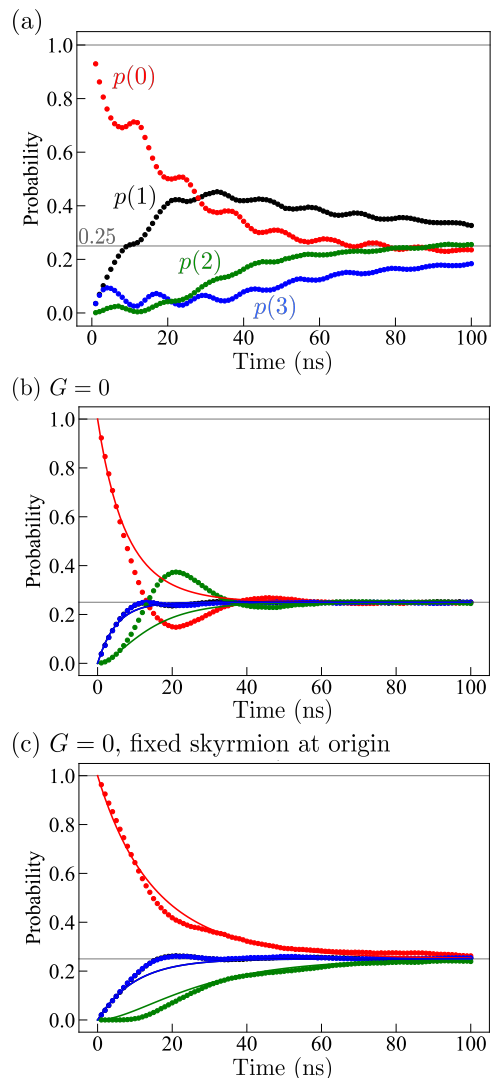 (a)
1.0
0.8
0.6
0.4
0.2
0.0
Probability
p(0)
p(1)
0.25
p(2)
p(3)
0 20 40 60 80 100
Time (ns)
(b) G = 0
1.0
0.8
0.6
0.4
0.2
0.0
Probability
0 20 40 60 80 100
Time (ns)
(c) G = 0, fixed skyrmion at origin
1.0
0.8
0.6
0.4
0.2
0.0
Probability
0 20 40 60 80 100
Time (ns)